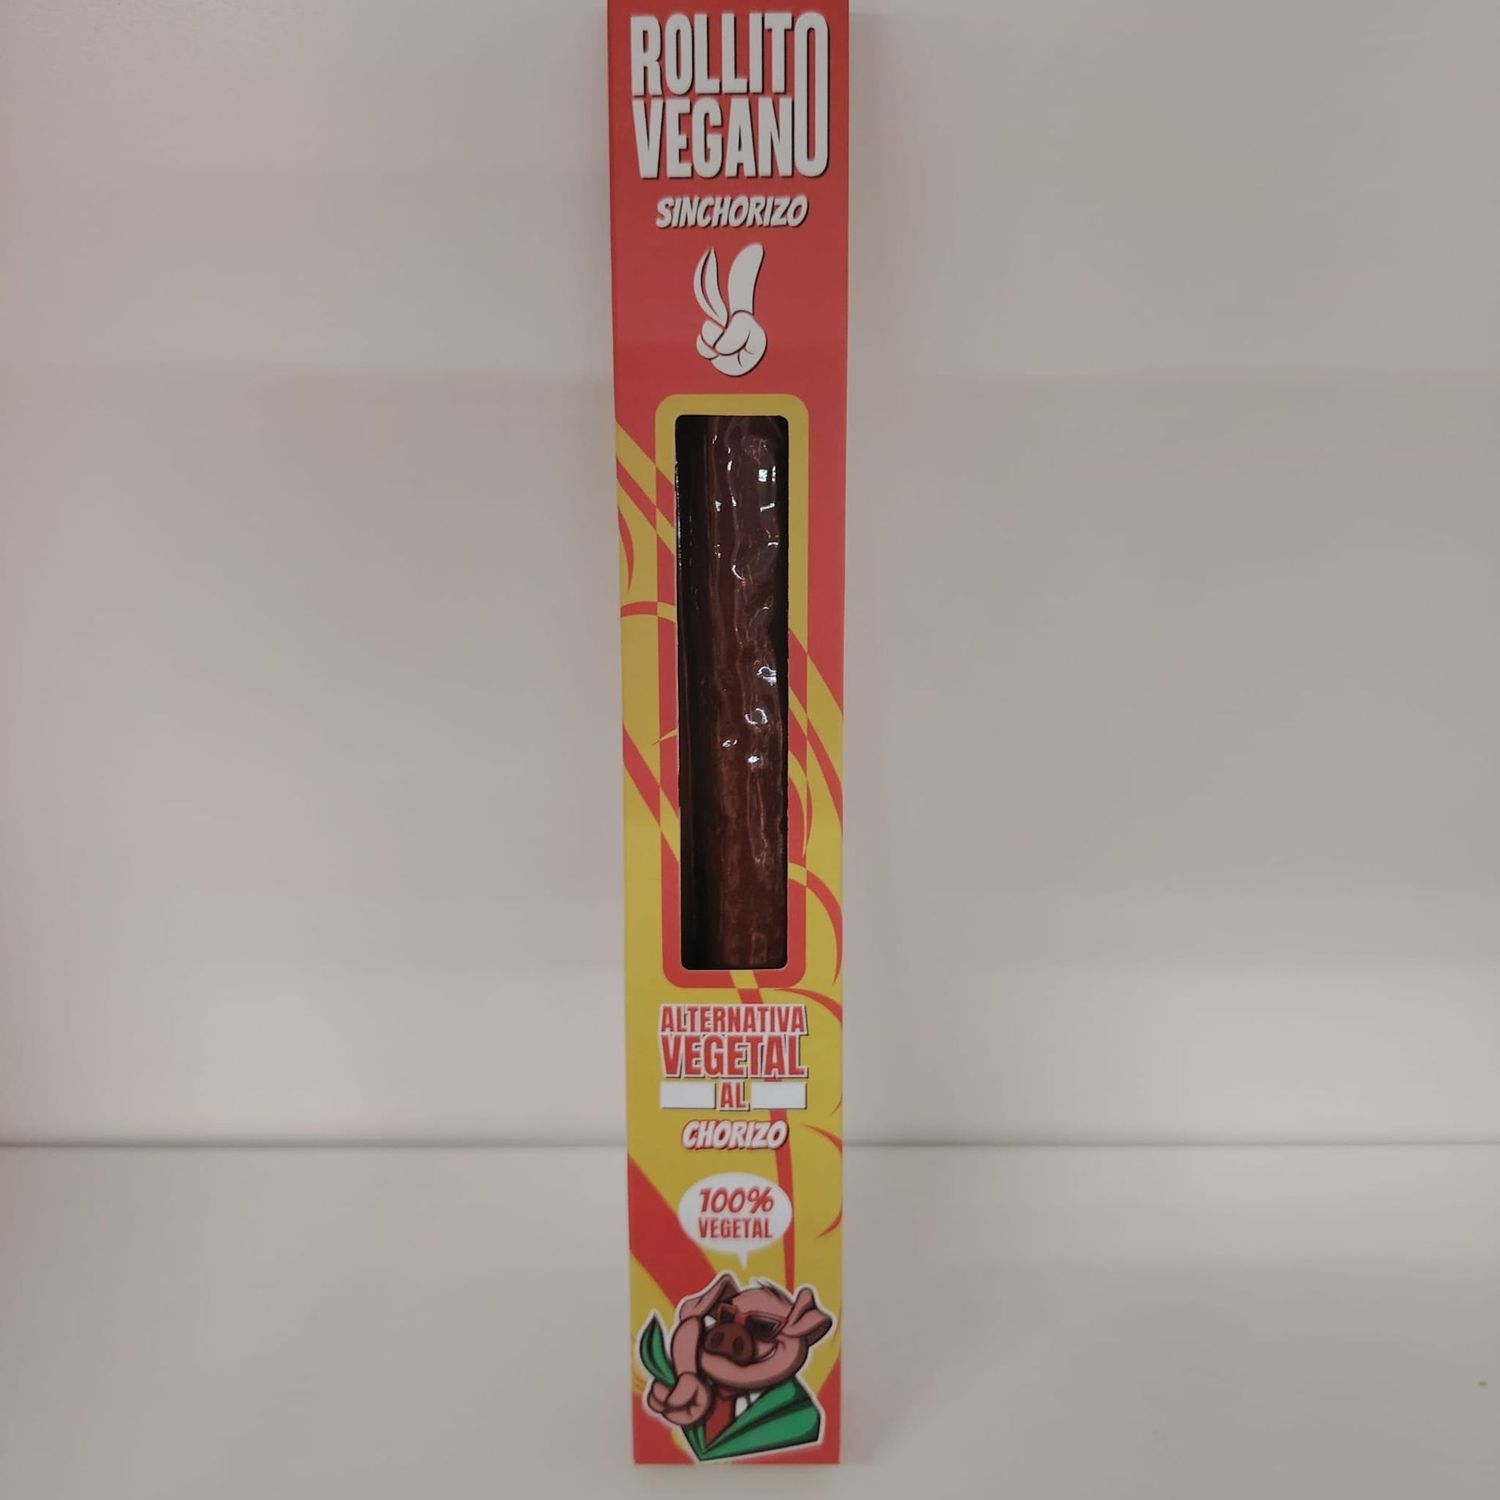 ROLLITO
VEGANO
SINCHORIZO
ALTERNATIVA
VEGETAL
AL
CHORIZO
100%
VEGETAL